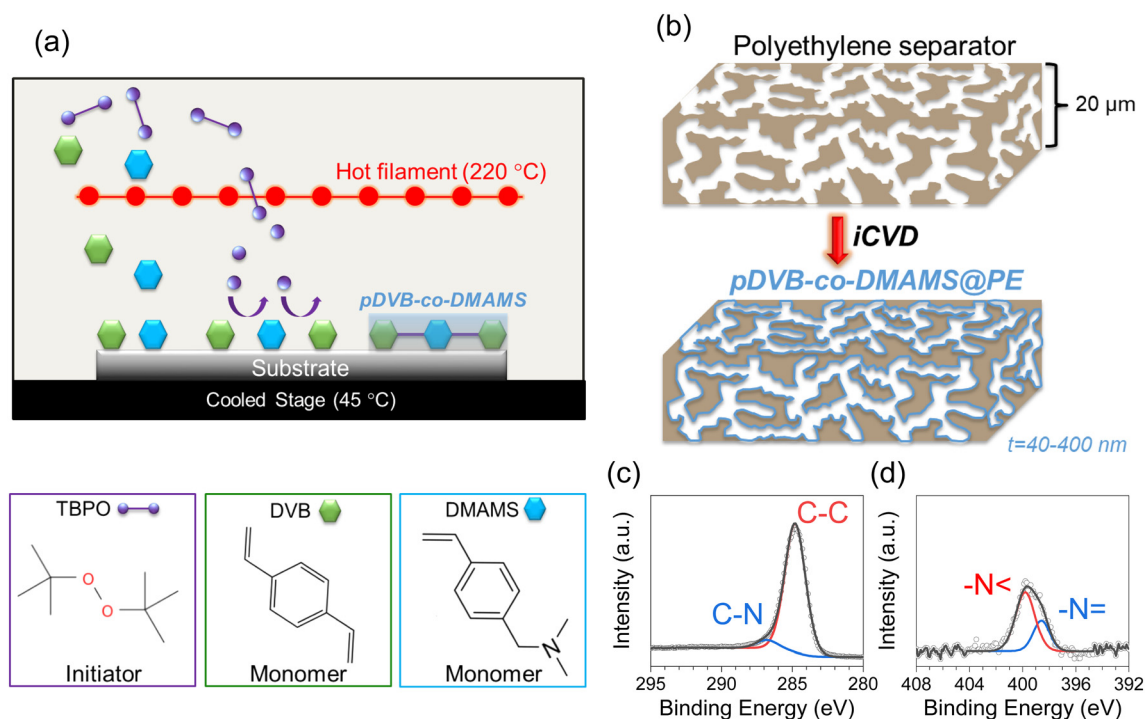 (a)
Hot filament (220 °C)
pDVB-co-DMAMS
Substrate
Cooled Stage (45 °C)
(b)
Polyethylene separator
20 μm
iCVD
pDVB-co-DMAMS@PE
t=40-400 nm
TBPO
O
O
Initiator
DVB
Monomer
DMAMS
N
Monomer
(c)
C-C
C-N
Intensity (a.u.)
295 290 285 280
Binding Energy (eV)
(d)
-N<
-N=
Intensity (a.u.)
408 404 400 396 392
Binding Energy (eV)